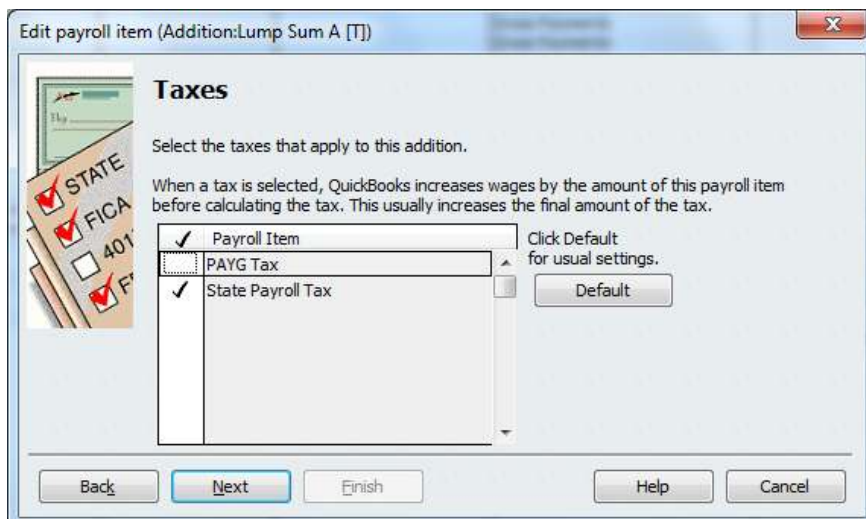 Edit payroll item (Addition:Lump Sum A [T])
Taxes
Select the taxes that apply to this addition.
When a tax is selected, QuickBooks increases wages by the amount of this payroll item
before calculating the tax. This usually increases the final amount of the tax.
STATE
FICA
401
✓ Payroll Item
PAYG Tax
✓ State Payroll Tax
Click Default
for usual settings.
Default
Back
Next
Finish
Help
Cancel